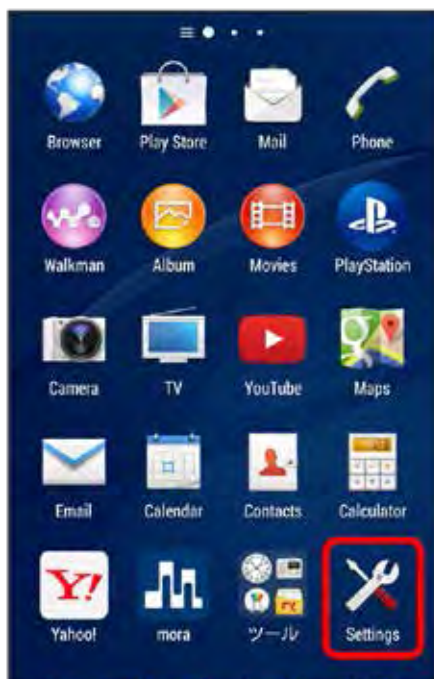 Browser Play Store Mail Phone
Walkman Album Movies PlayStation
Camera TV YouTube Maps
Email Calendar Contacts Calculator
Y!
Yahoo! mora ツール Settings